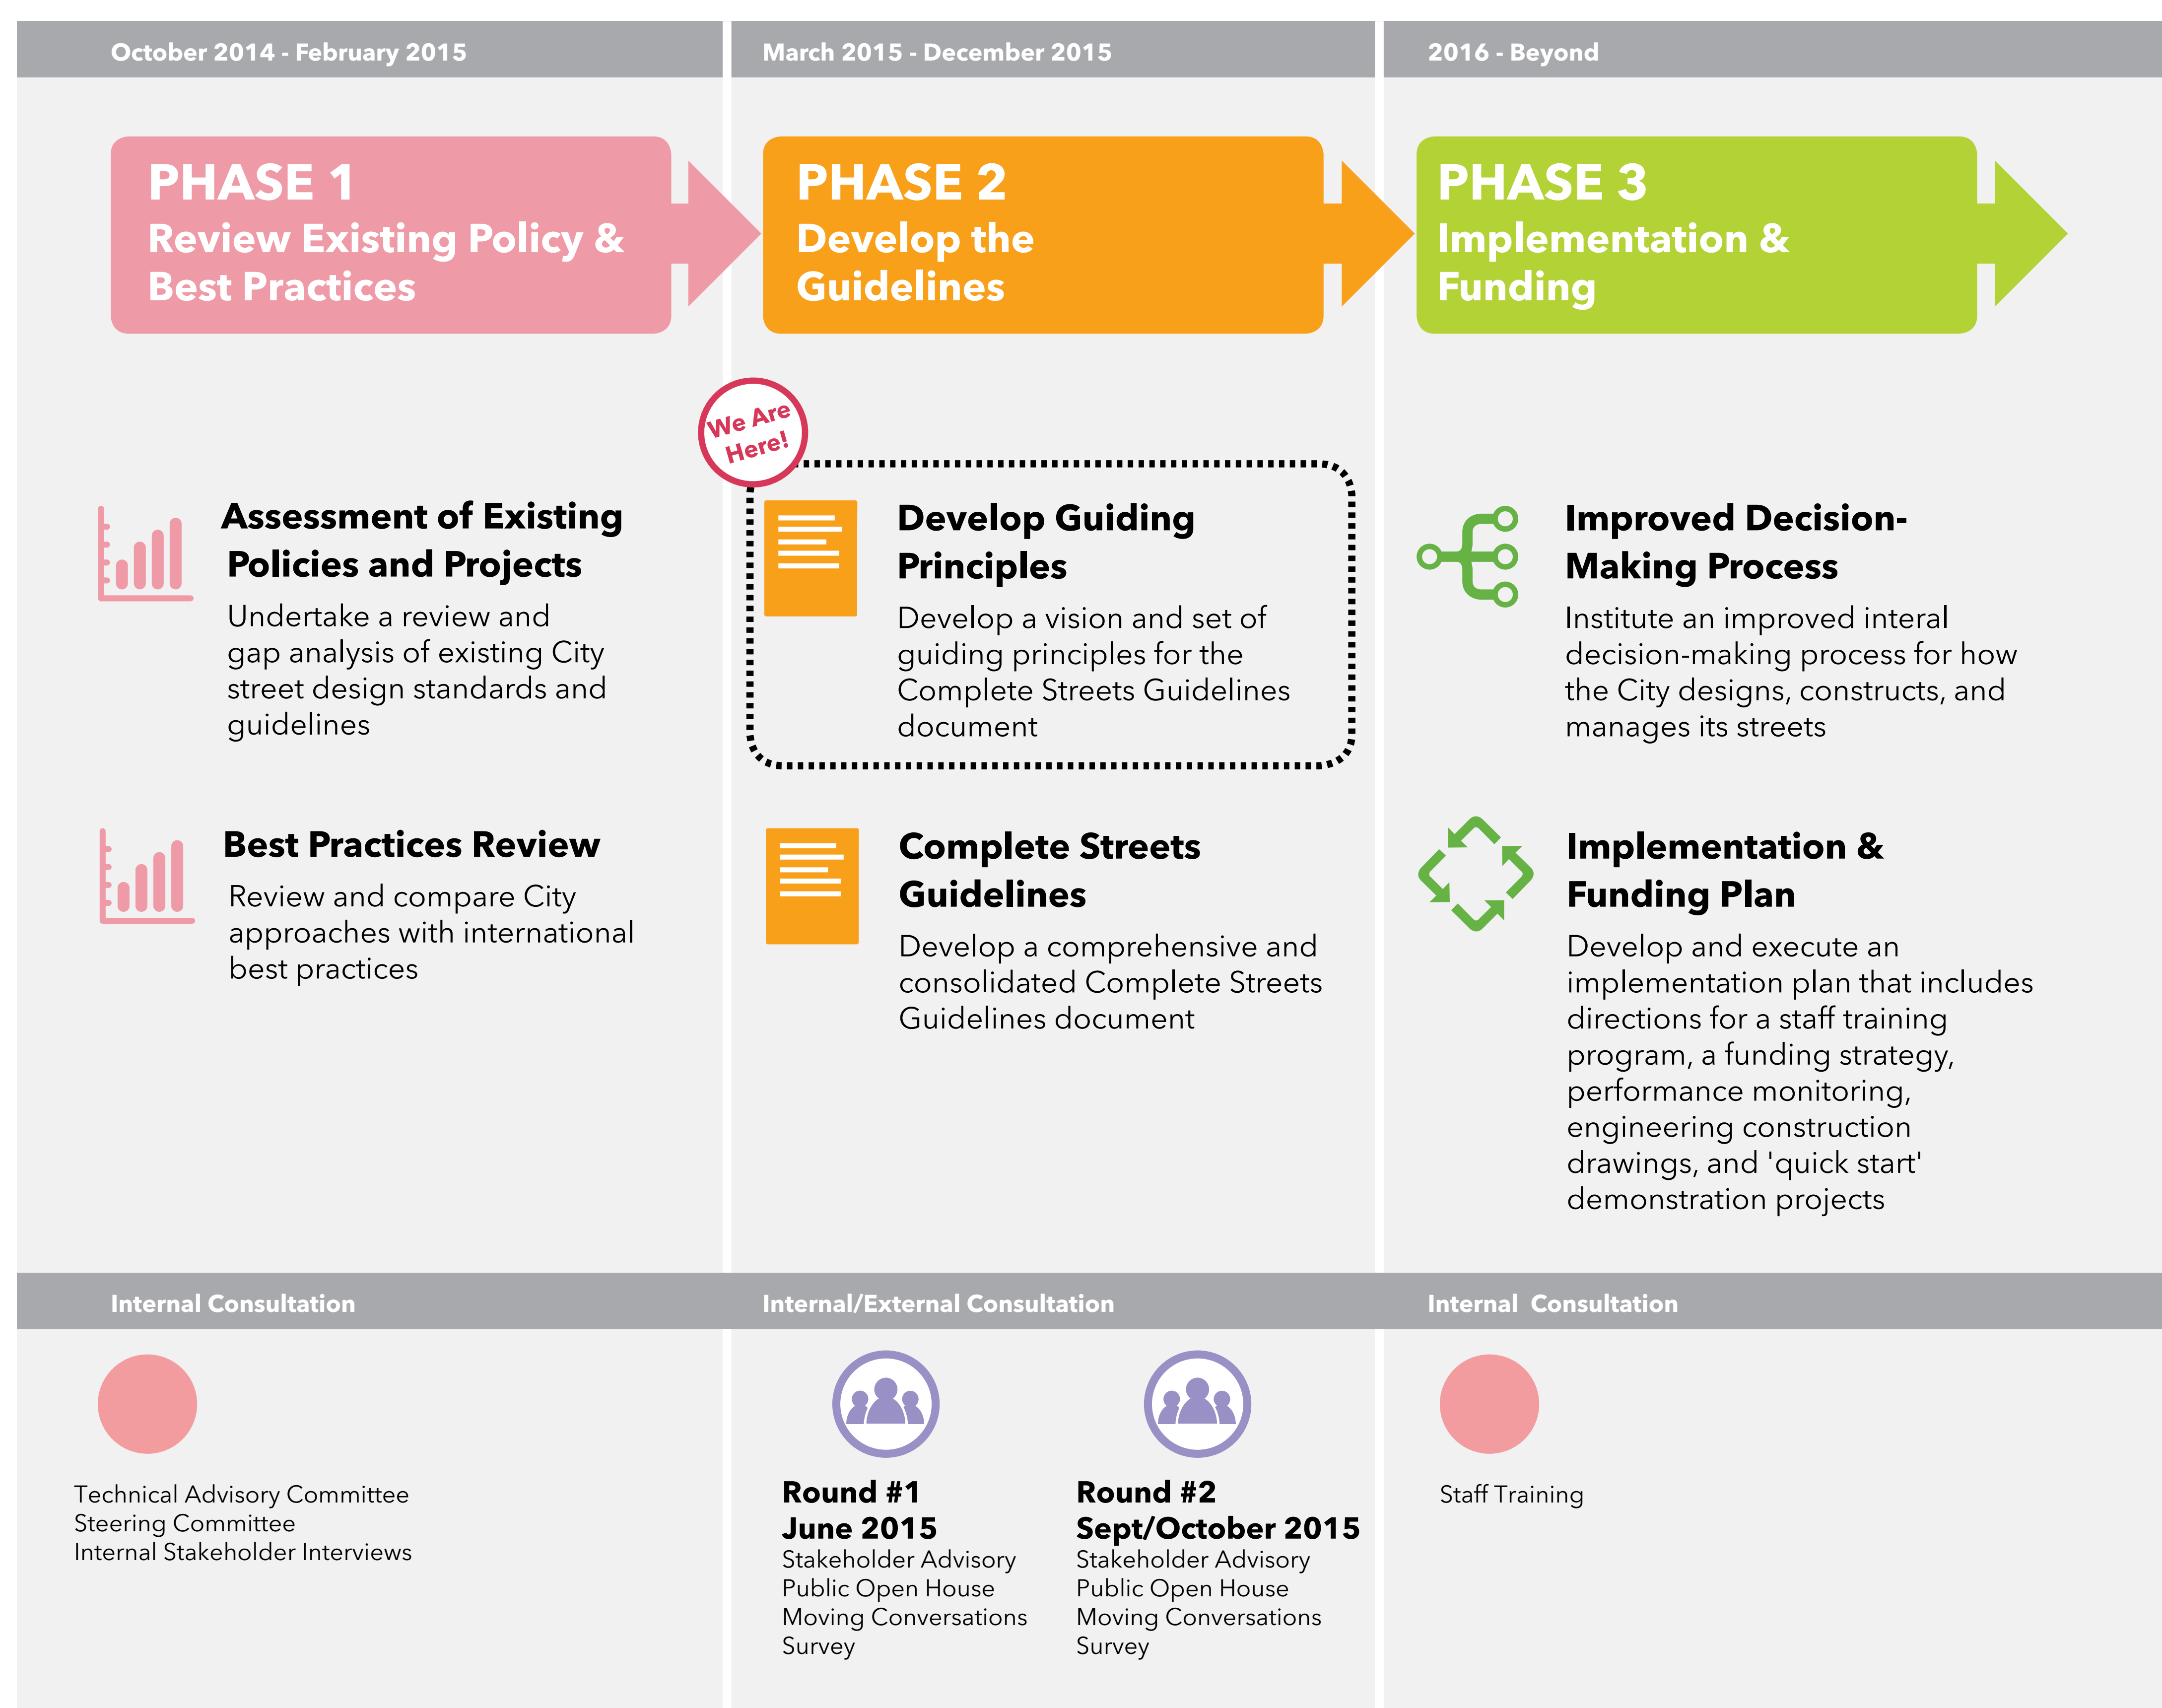 October 2014 - February 2015
March 2015 - December 2015
2016 - Beyond
PHASE 1
Review Existing Policy &
Best Practices
PHASE 2
Develop the
Guidelines
PHASE 3
Implementation &
Funding
We Are
Here!
Assessment of Existing
Policies and Projects
Undertake a review and
gap analysis of existing City
street design standards and
guidelines
Best Practices Review
Review and compare City
approaches with international
best practices
Develop Guiding
Principles
Develop a vision and set of
guiding principles for the
Complete Streets Guidelines
document
Complete Streets
Guidelines
Develop a comprehensive and
consolidated Complete Streets
Guidelines document
Improved Decision-
Making Process
Institute an improved interal
decision-making process for how
the City designs, constructs, and
manages its streets
Implementation &
Funding Plan
Develop and execute an
implementation plan that includes
directions for a staff training
program, a funding strategy,
performance monitoring,
engineering construction
drawings, and 'quick start'
demonstration projects
Internal Consultation
Internal/External Consultation
Internal  Consultation
Technical Advisory Committee
Steering Committee
Internal Stakeholder Interviews
Round #1
June 2015
Stakeholder Advisory
Public Open House
Moving Conversations
Survey
Round #2
Sept/October 2015
Stakeholder Advisory
Public Open House
Moving Conversations
Survey
Staff Training